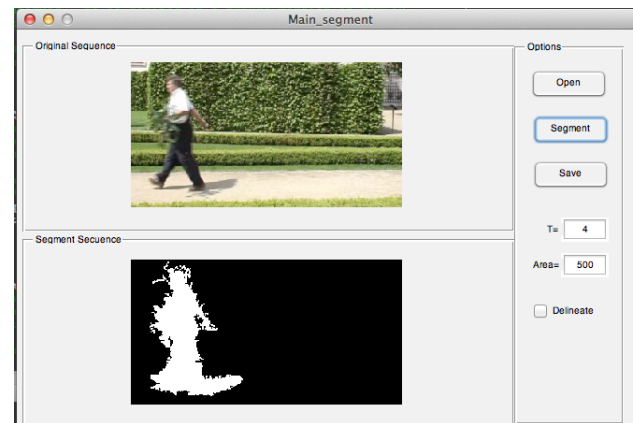 Main_segment
Original Sequence
Options
Open
Segment
Save
T= 4
Area= 500
Delineate
Segment Secuence